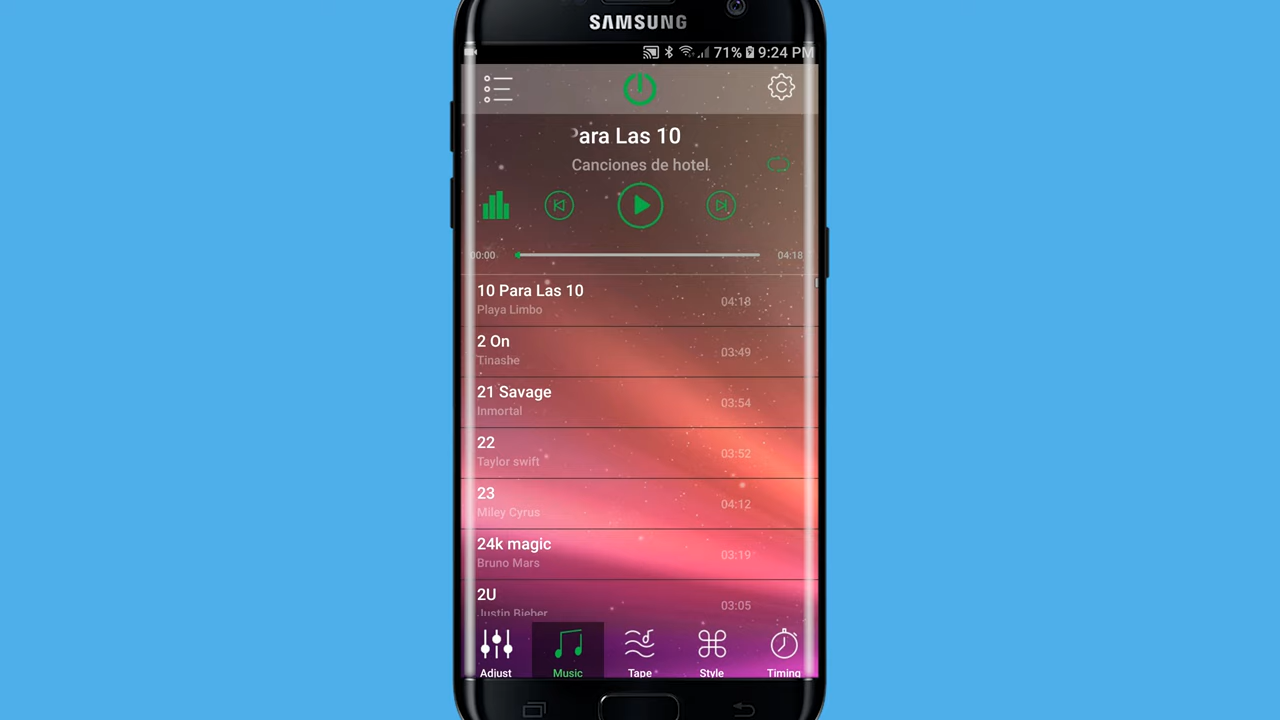 SAMSUNG
71% 9:24 PM
ara Las 10
Canciones de hotel
00:00 04:18
10 Para Las 10 04:18
Playa Limbo
2 On 03:49
Tinashe
21 Savage 03:54
Inmortal
22 03:52
Taylor swift
23 04:12
Miley Cyrus
24k magic 03:19
Bruno Mars
2U 03:05
Justin Bieber
Adjust Music Tape Style Timing